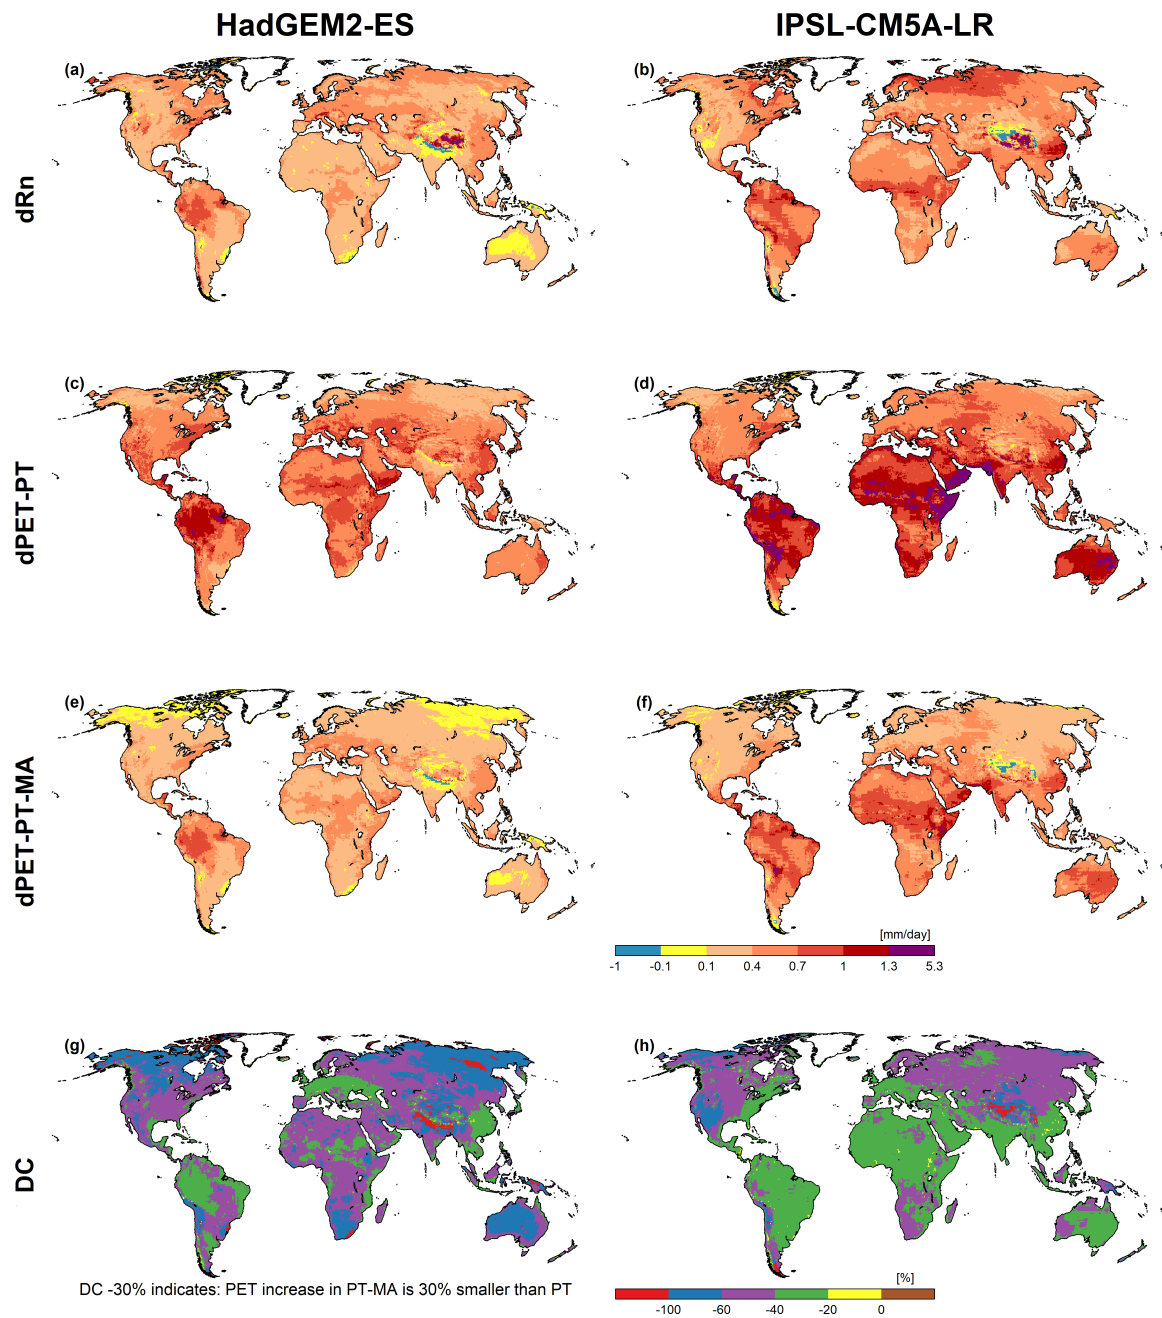 HadGEM2-ES IPSL-CM5A-LR
(a) (b)
dRn
(c) (d)
dPET-PT
(e) (f)
dPET-PT-MA
[mm/day]
-1 -0.1 0.1 0.4 0.7 1 1.3 5.3
(g) (h)
DC
DC -30% indicates: PET increase in PT-MA is 30% smaller than PT
[%]
-100 -60 -40 -20 0